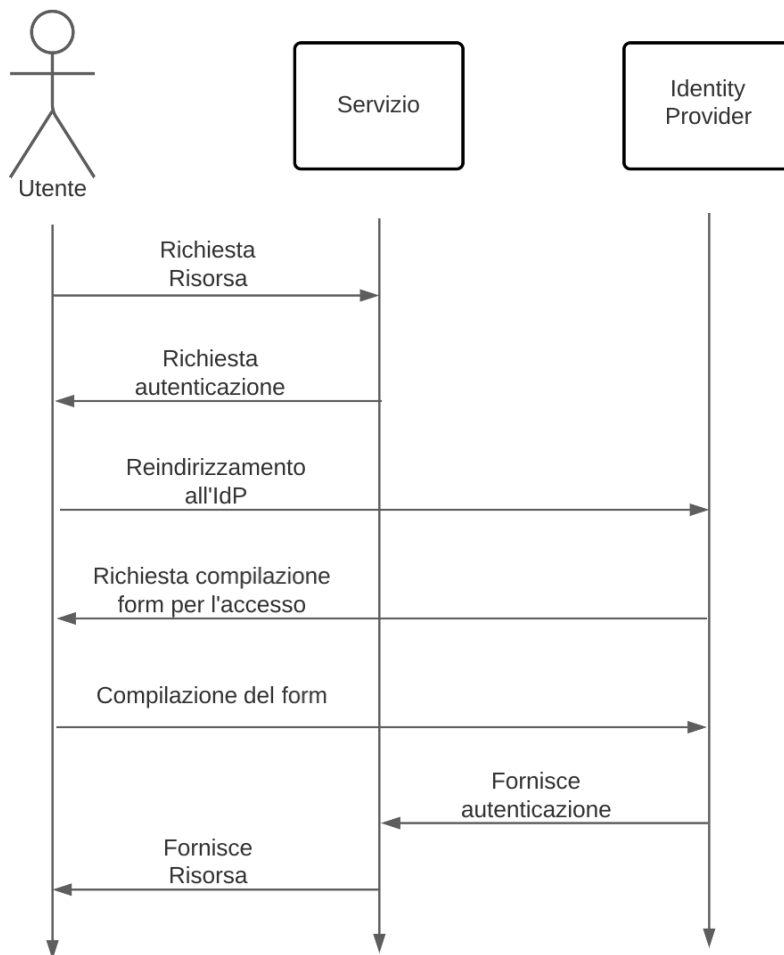 Utente
Servizio
Identity
Provider
Richiesta
Risorsa
Richiesta
autenticazione
Reindirizzamento
all'IdP
Richiesta compilazione
form per l'accesso
Compilazione del form
Fornisce
autenticazione
Fornisce
Risorsa